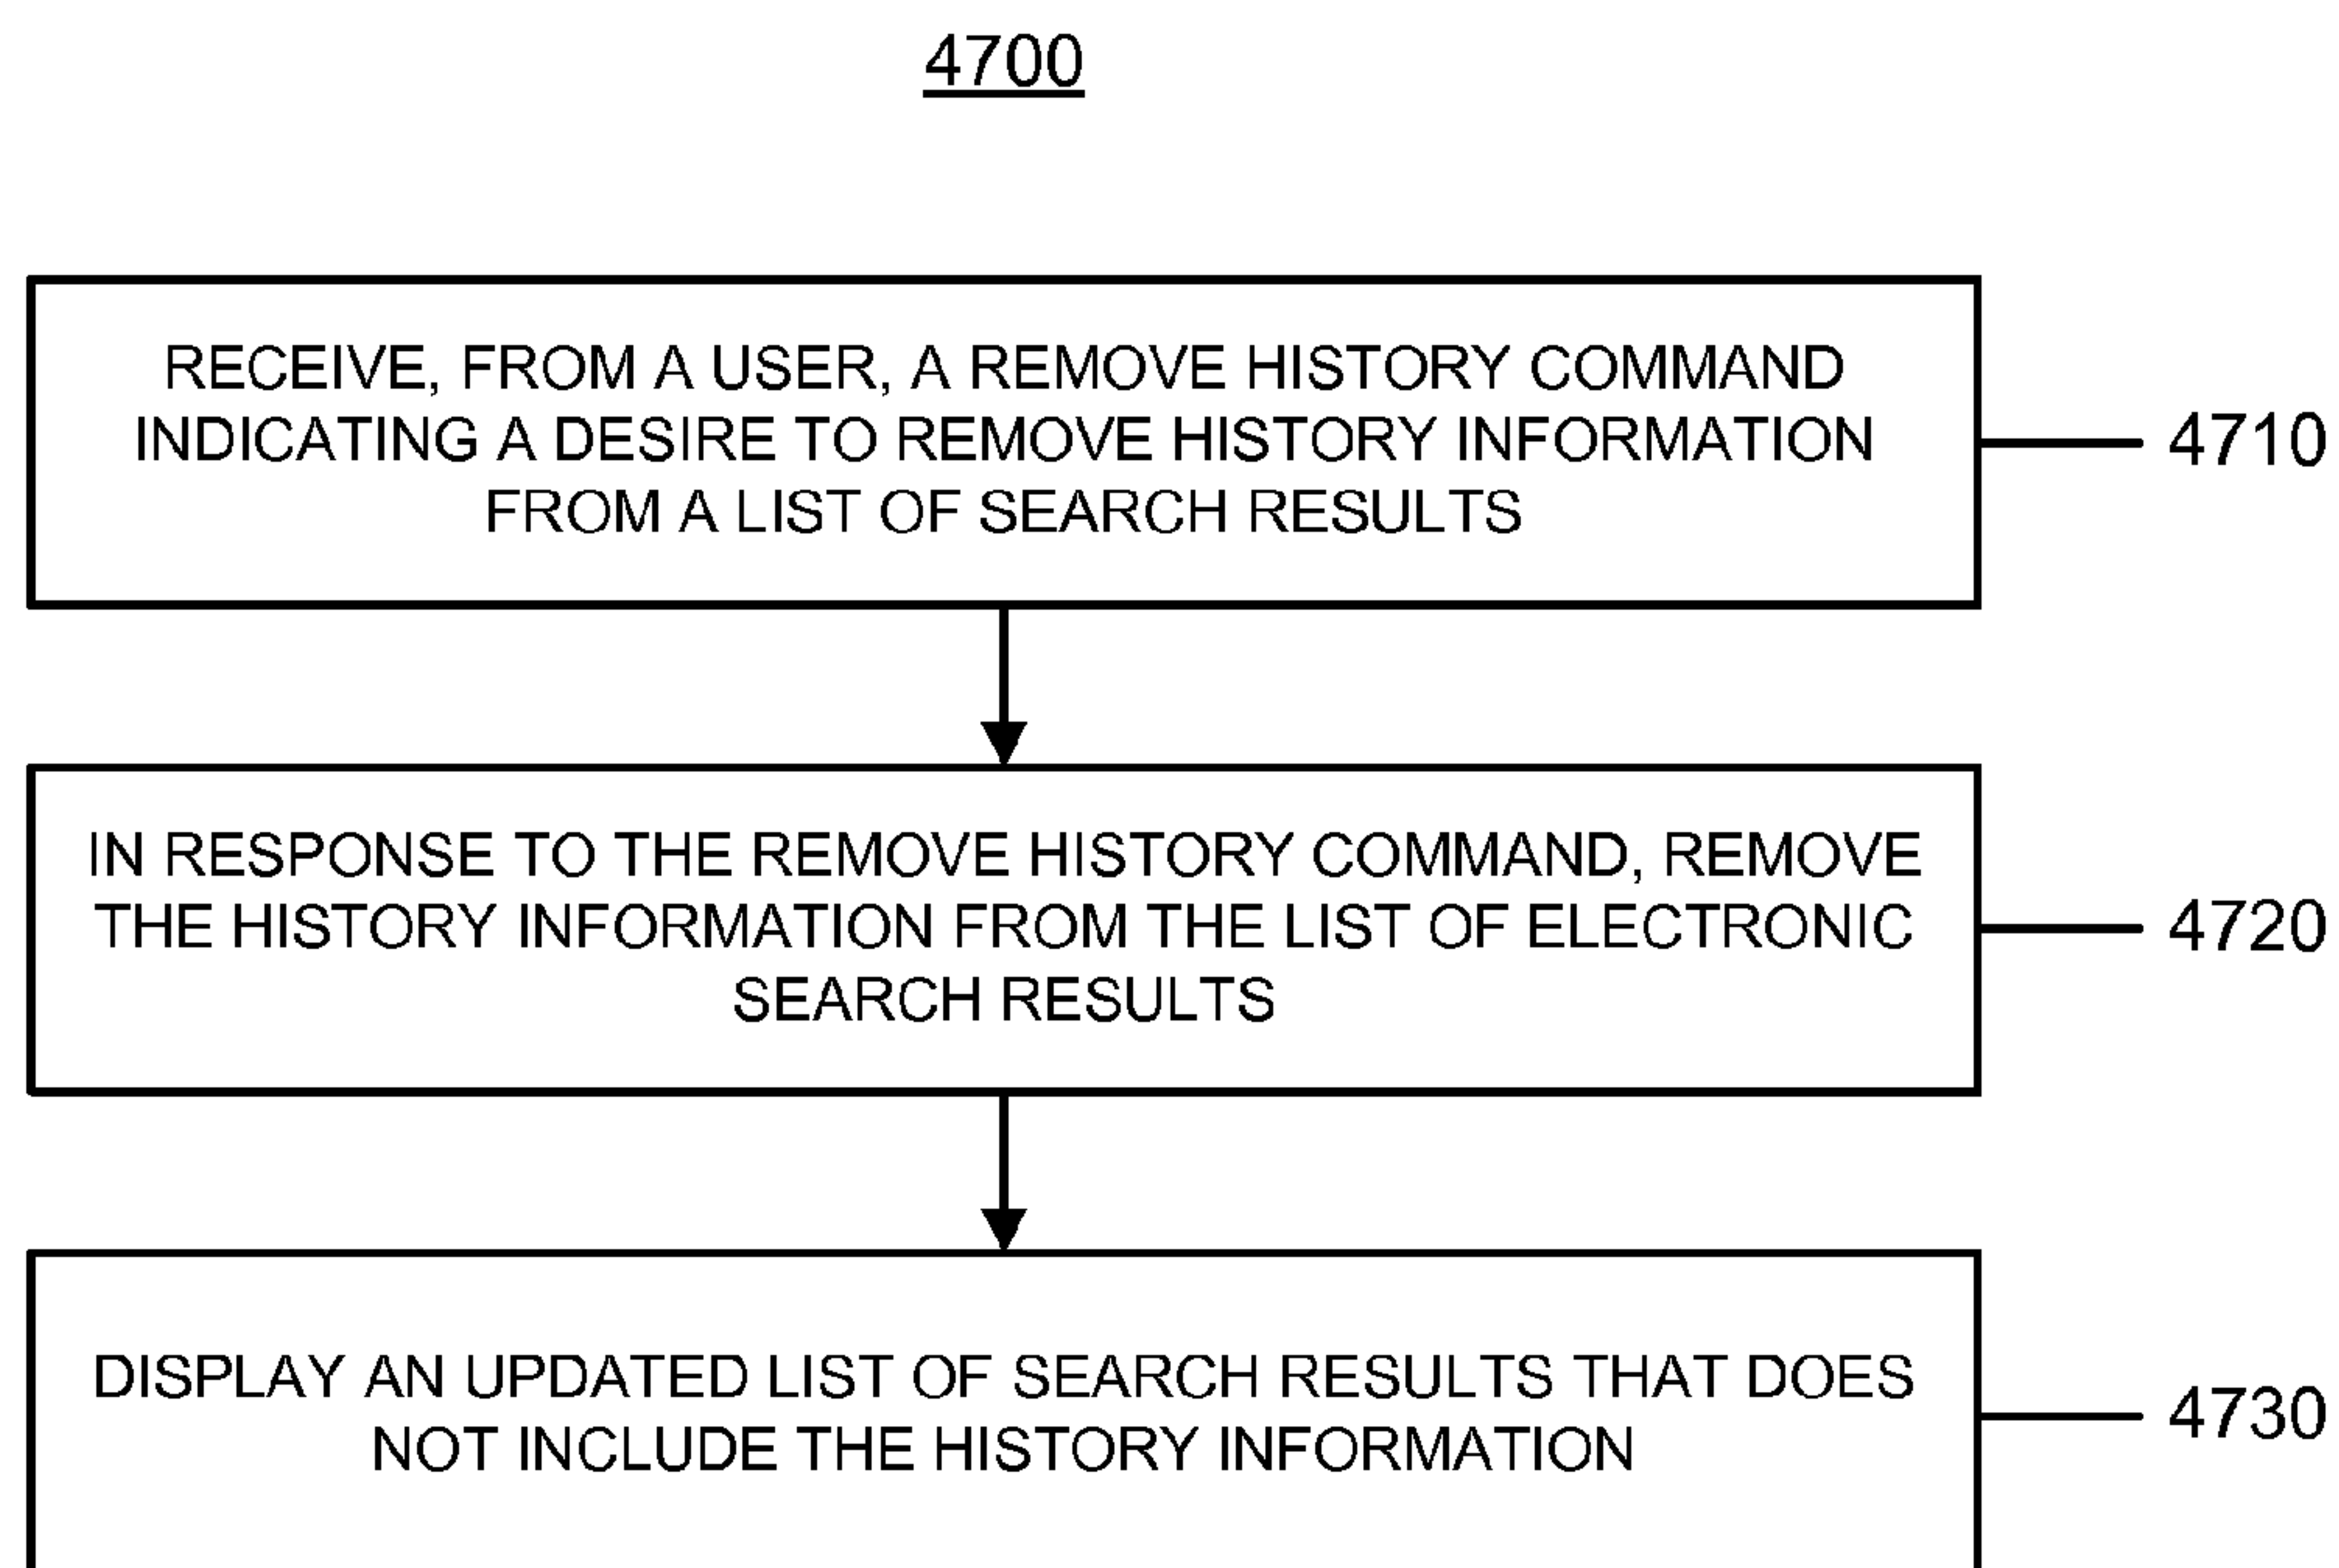 4700
RECEIVE, FROM A USER, A REMOVE HISTORY COMMAND
INDICATING A DESIRE TO REMOVE HISTORY INFORMATION
FROM A LIST OF SEARCH RESULTS
4710
IN RESPONSE TO THE REMOVE HISTORY COMMAND, REMOVE
THE HISTORY INFORMATION FROM THE LIST OF ELECTRONIC
SEARCH RESULTS
4720
DISPLAY AN UPDATED LIST OF SEARCH RESULTS THAT DOES
NOT INCLUDE THE HISTORY INFORMATION
4730